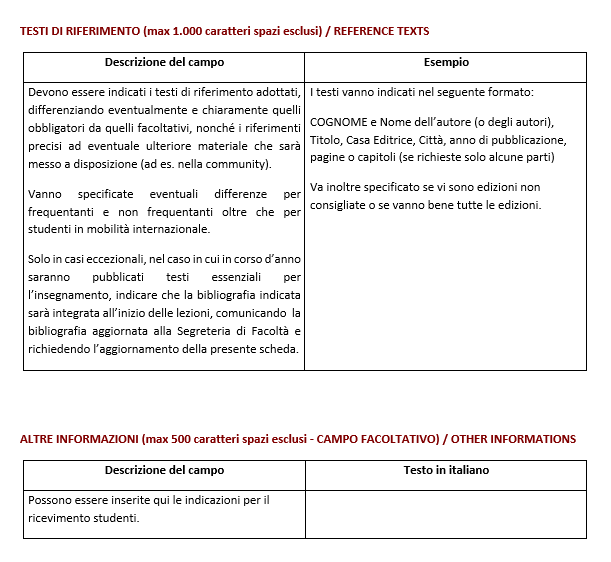 TESTI DI RIFERIMENTO (max 1.000 caratteri spazi esclusi) / REFERENCE TEXTS
Descrizione del campo
Esempio
Devono essere indicati i testi di riferimento adottati,
differenziando eventualmente e chiaramente quelli
obbligatori da quelli facoltativi, nonché i riferimenti
precisi ad eventuale ulteriore materiale che sarà
messo a disposizione (ad es. nella community).
Vanno specificate eventuali differenze per
frequentanti e non frequentanti oltre che per
studenti in mobilità internazionale.
Solo in casi eccezionali, nel caso in cui in corso d’anno
saranno pubblicati testi essenziali per
l’insegnamento, indicare che la bibliografia indicata
sarà integrata all’inizio delle lezioni, comunicando la
bibliografia aggiornata alla Segreteria di Facoltà e
richiedendo l’aggiornamento della presente scheda.
I testi vanno indicati nel seguente formato:
COGNOME e Nome dell’autore (o degli autori),
Titolo, Casa Editrice, Città, anno di pubblicazione,
pagine o capitoli (se richieste solo alcune parti)
Va inoltre specificato se vi sono edizioni non
consigliate o se vanno bene tutte le edizioni.
ALTRE INFORMAZIONI (max 500 caratteri spazi esclusi - CAMPO FACOLTATIVO) / OTHER INFORMATIONS
Descrizione del campo
Testo in italiano
Possono essere inserite qui le indicazioni per il
ricevimento studenti.